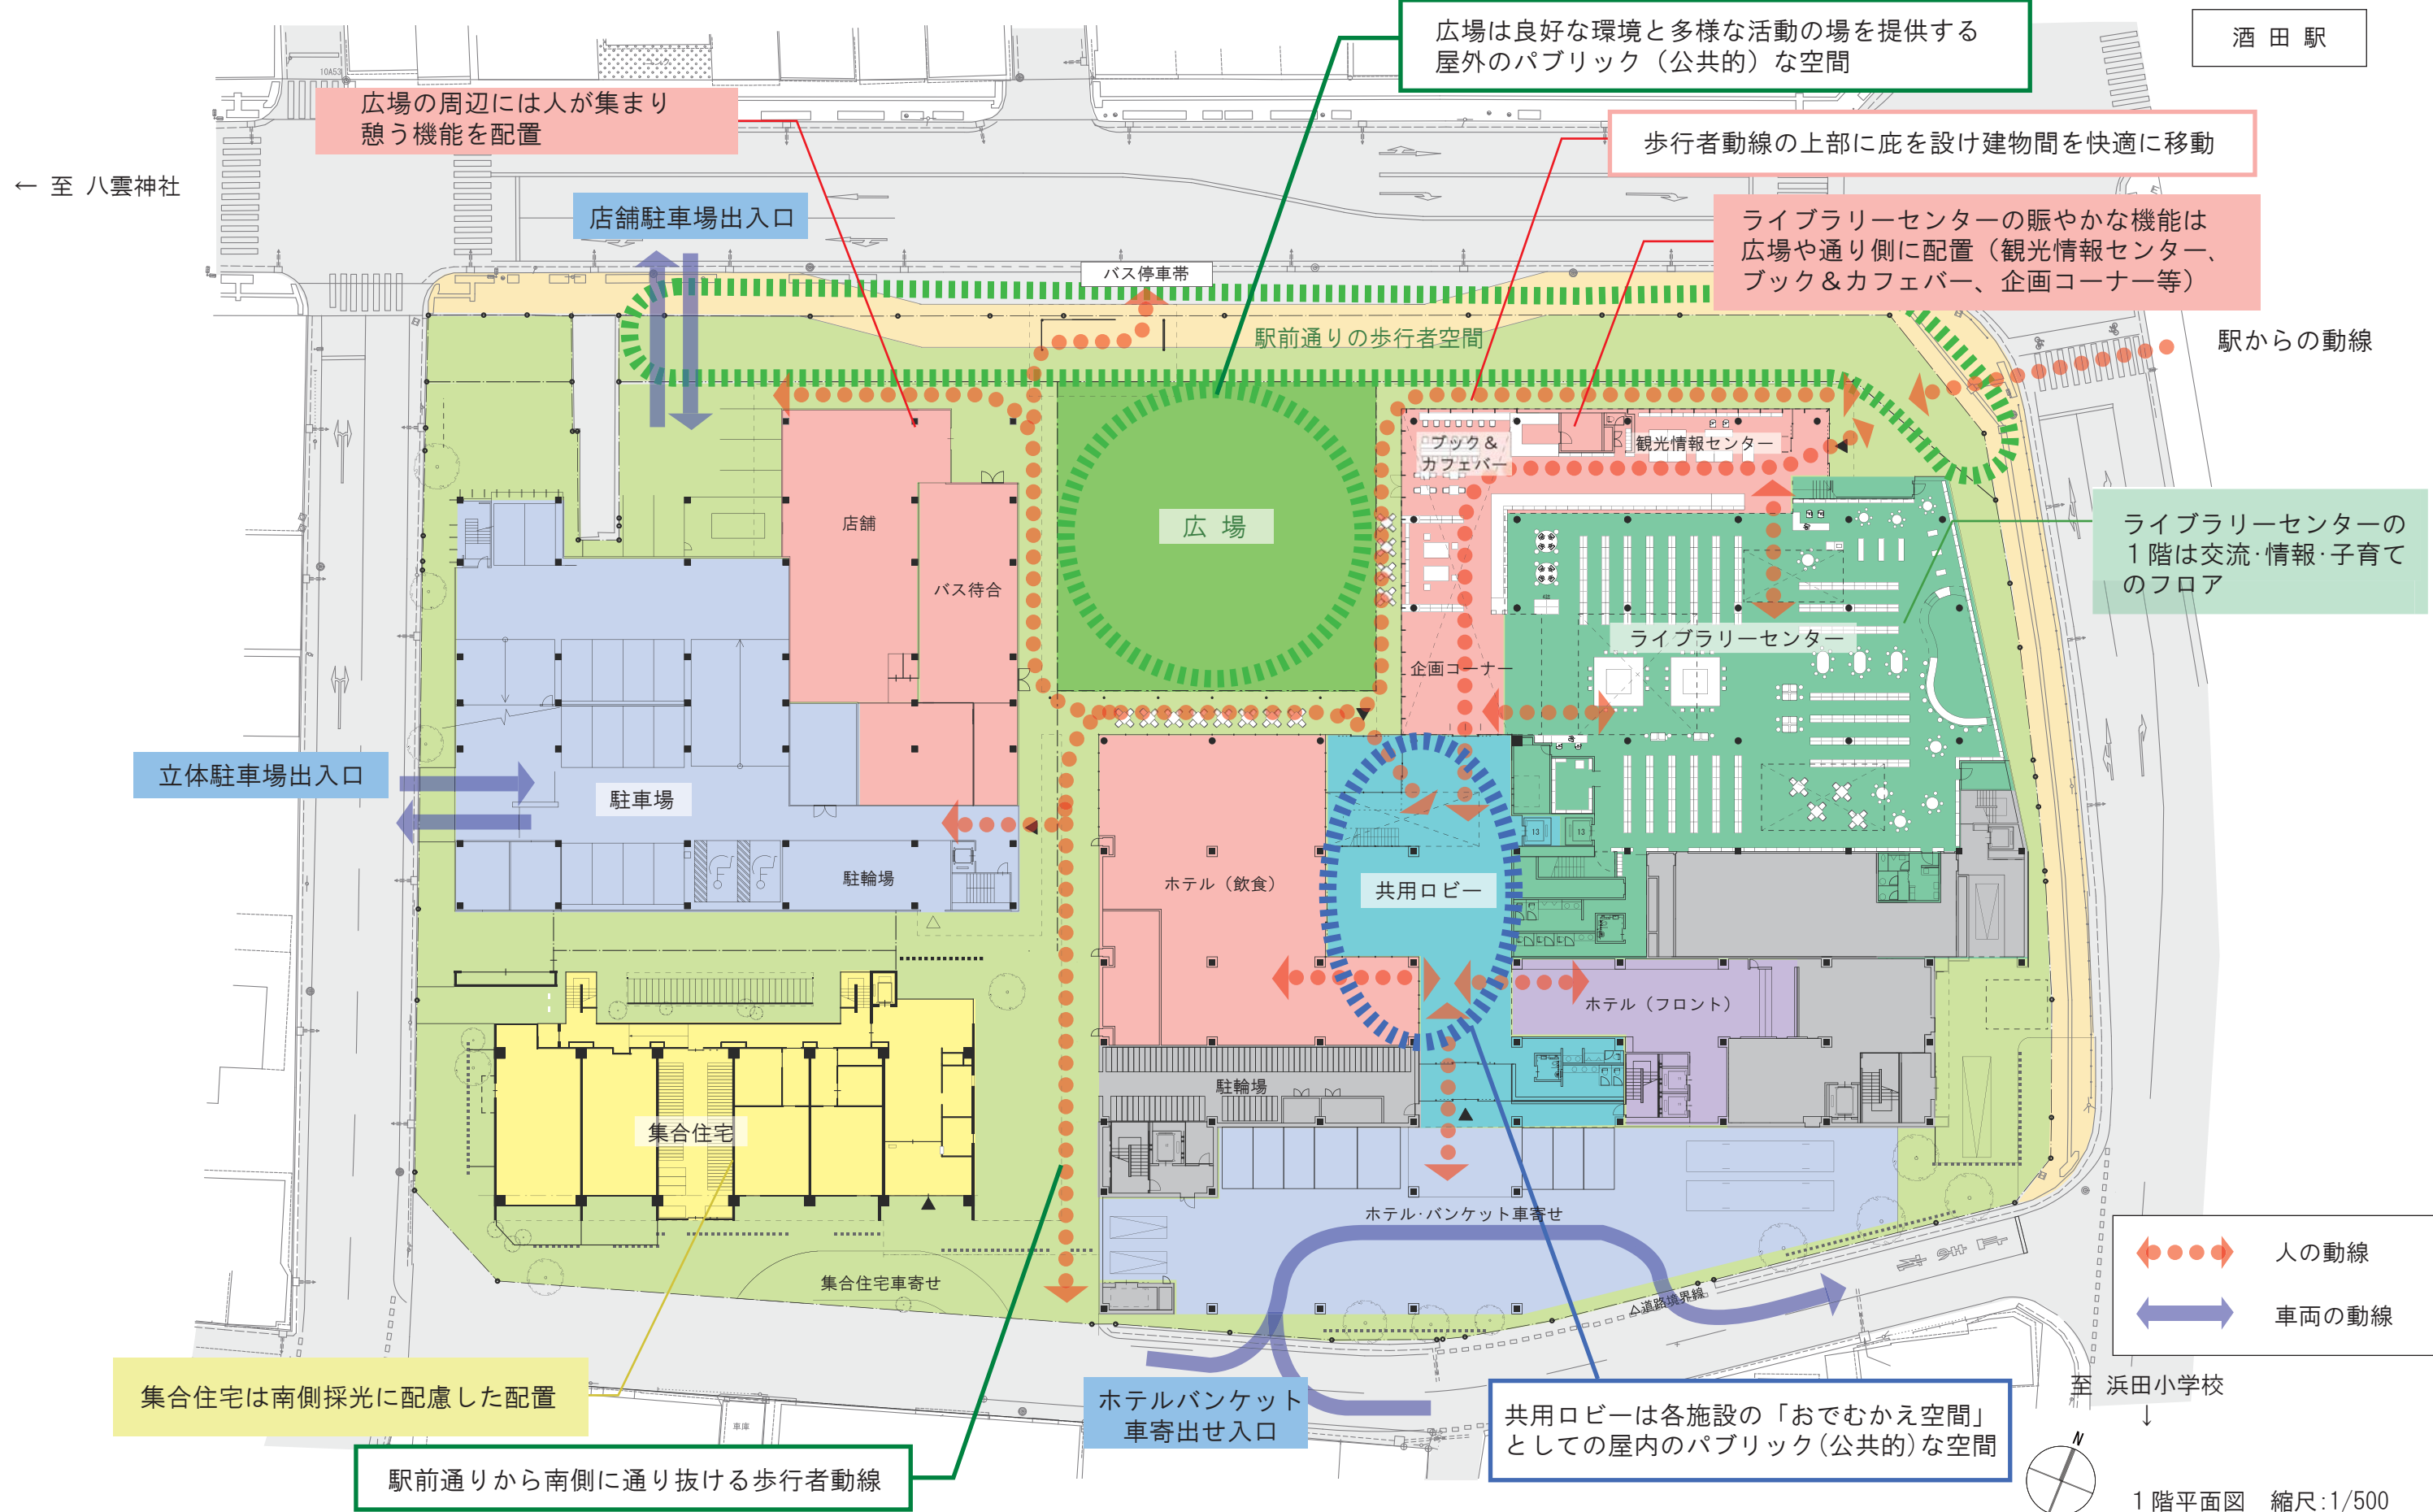 広場は良好な環境と多様な活動の場を提供する
屋外のパブリック（公共的）な空間
酒田駅
10A53
広場の周辺には人が集まり
憩う機能を配置
歩行者動線の上部に庇を設け建物間を快適に移動
← 至 八雲神社
店舗駐車場出入口
ライブラリーセンターの賑やかな機能は
広場や通り側に配置（観光情報センター、
ブック＆カフェバー、企画コーナー等）
バス停車帯
駅前通りの歩行者空間
駅からの動線
ブック＆
カフェバー
観光情報センター
店舗
広場
ライブラリーセンターの
１階は交流・情報・子育て
のフロア
バス待合
ライブラリーセンター
企画コーナー
立体駐車場出入口
駐車場
13
13
駐輪場
ホテル（飲食）
共用ロビー
ホテル（フロント）
駐輪場
集合住宅
ホテル・バンケット車寄せ
集合住宅車寄せ
△道路境界線
人の動線
車両の動線
集合住宅は南側採光に配慮した配置
車庫
ホテルバンケット
車寄出せ入口
共用ロビーは各施設の「おでむかえ空間」
としての屋内のパブリック（公共的）な空間
至 浜田小学校
↓
駅前通りから南側に通り抜ける歩行者動線
N
１階平面図 縮尺：1/500